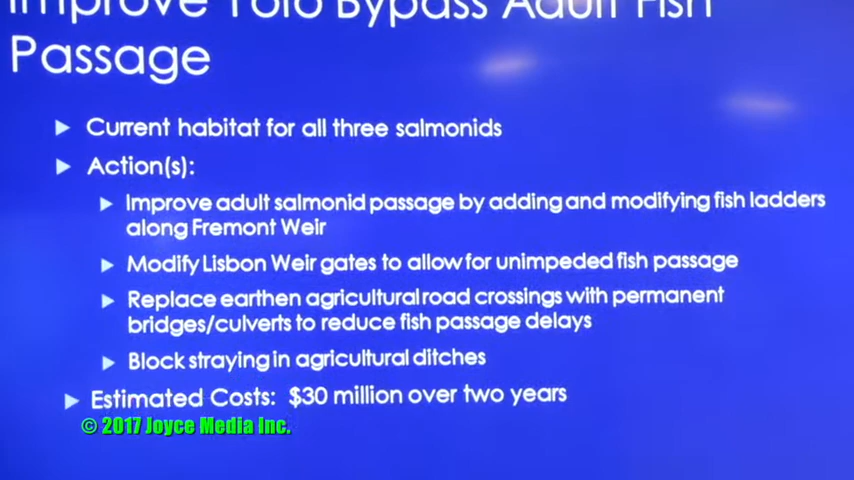 Improve Yolo Bypass Adult Fish
Passage
Current habitat for all three salmonids
Action(s):
Improve adult salmonid passage by adding and modifying fish ladders
along Fremont Weir
Modify Lisbon Weir gates to allow for unimpeded fish passage
Replace earthen agricultural road crossings with permanent
bridges/culverts to reduce fish passage delays
Block straying in agricultural ditches
Estimated Costs: $30 million over two years
© 2017 Joyce Media Inc.